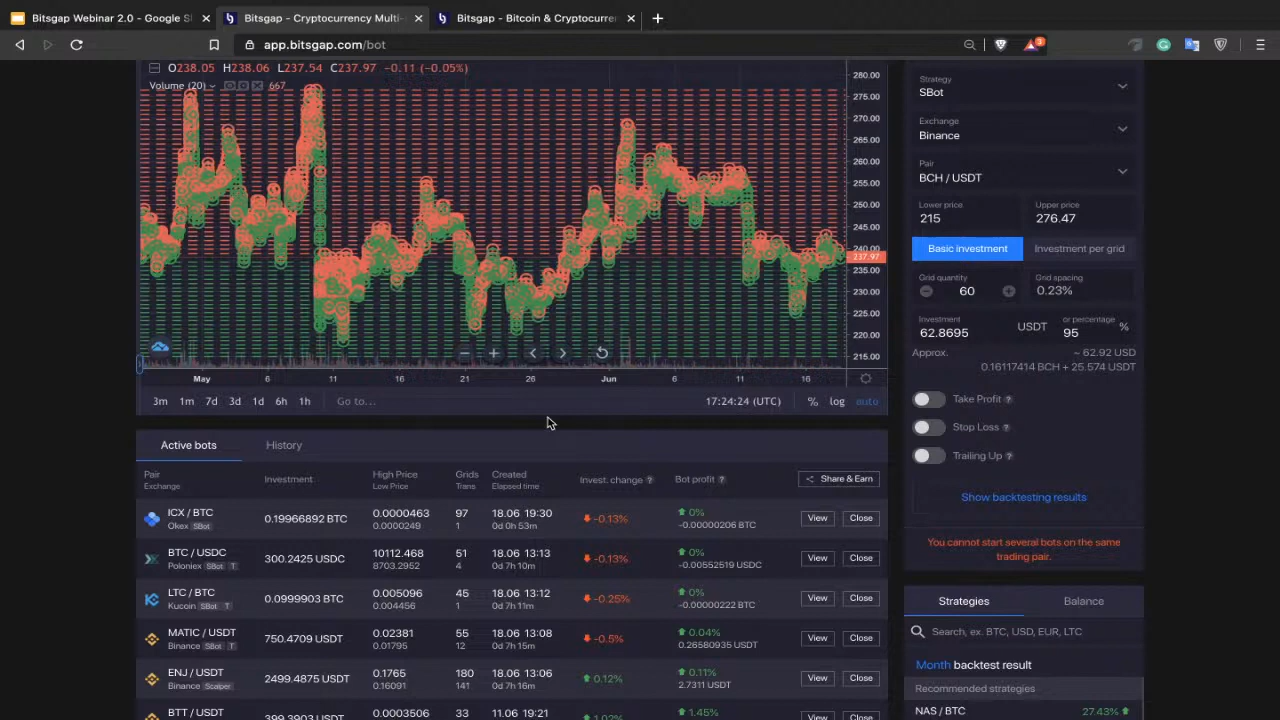 Bitsgap Webinar 2.0 - Google Sl
Bitsgap - Cryptocurrency Multi-
Bitsgap - Bitcoin & Cryptocurrer
app.bitsgap.com/bot
O238.05 H238.06 L237.54 C237.97 −0.11 (−0.05%)
Volume (20) 667
280.00
275.00
270.00
265.00
260.00
255.00
250.00
245.00
240.00
237.97
235.00
230.00
225.00
220.00
215.00
May 6 11 16 21 26 Jun 6 11 16
3m 1m 7d 3d 1d 6h 1h Go to... 17:24:24 (UTC) % log auto
Strategy
SBot
Exchange
Binance
Pair
BCH / USDT
Lower price Upper price
215 276.47
Basic investment Investment per grid
Grid quantity Grid spacing
60 0.23%
Investment or percentage
62.8695 USDT 95 %
Approx. ~ 62.92 USD
0.16117414 BCH + 25.574 USDT
Take Profit
Stop Loss
Trailing Up
Show backtesting results
You cannot start several bots on the same
trading pair.
Active bots History
Pair Investment High Price Grids Created Invest. change Bot profit Share & Earn
Exchange Low Price Trans Elapsed time
ICX / BTC 0.19966892 BTC 0.0000463 97 18.06 19:30 -0.13% 0% View Close
Okex SBot 0.0000249 1 0d 0h 53m -0.00000206 BTC
BTC / USDC 300.2425 USDC 10112.468 51 18.06 13:13 -0.13% 0% View Close
Poloniex SBot T 8703.2952 4 0d 7h 10m -0.00552519 USDC
LTC / BTC 0.0999903 BTC 0.005096 45 18.06 13:12 -0.25% 0% View Close
Kucoin SBot T 0.004456 1 0d 7h 11m -0.00000222 BTC
MATIC / USDT 750.4709 USDT 0.02381 55 18.06 13:08 -0.5% 0.04% View Close
Binance SBot T 0.01795 12 0d 7h 15m 0.26580935 USDT
ENJ / USDT 2499.4875 USDT 0.1765 180 18.06 13:06 0.12% 0.11% View Close
Binance Scalper 0.16091 141 0d 7h 16m 2.7311 USDT
BTT / USDT 399.3903 USDT 0.0003506 33 11.06 19:21 1.02% 1.45% View Close
Strategies Balance
Search, ex. BTC, USD, EUR, LTC
Month backtest result
Recommended strategies
NAS / BTC 27.43%